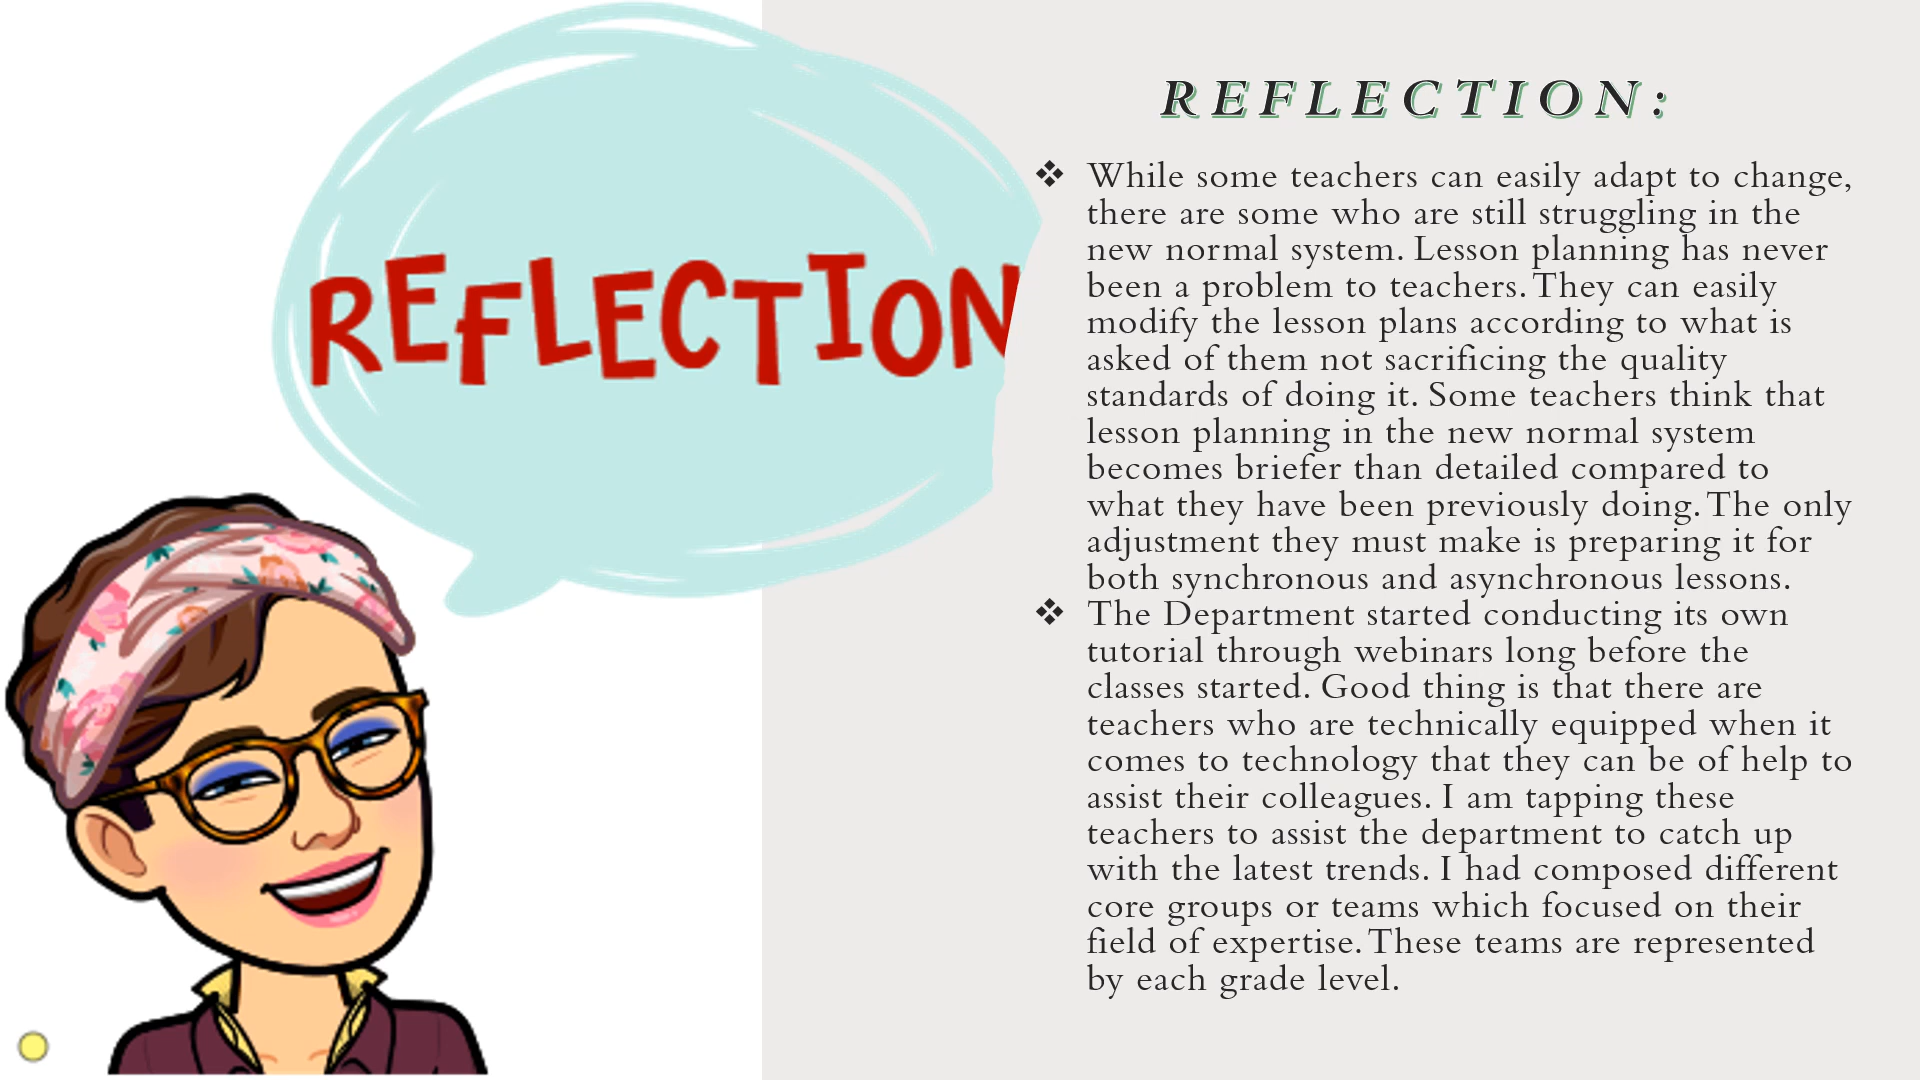 REFLECTION
REFLECTION:
❖ While some teachers can easily adapt to change,
there are some who are still struggling in the
new normal system. Lesson planning has never
been a problem to teachers. They can easily
modify the lesson plans according to what is
asked of them not sacrificing the quality
standards of doing it. Some teachers think that
lesson planning in the new normal system
becomes briefer than detailed compared to
what they have been previously doing. The only
adjustment they must make is preparing it for
both synchronous and asynchronous lessons.
❖ The Department started conducting its own
tutorial through webinars long before the
classes started. Good thing is that there are
teachers who are technically equipped when it
comes to technology that they can be of help to
assist their colleagues. I am tapping these
teachers to assist the department to catch up
with the latest trends. I had composed different
core groups or teams which focused on their
field of expertise. These teams are represented
by each grade level.